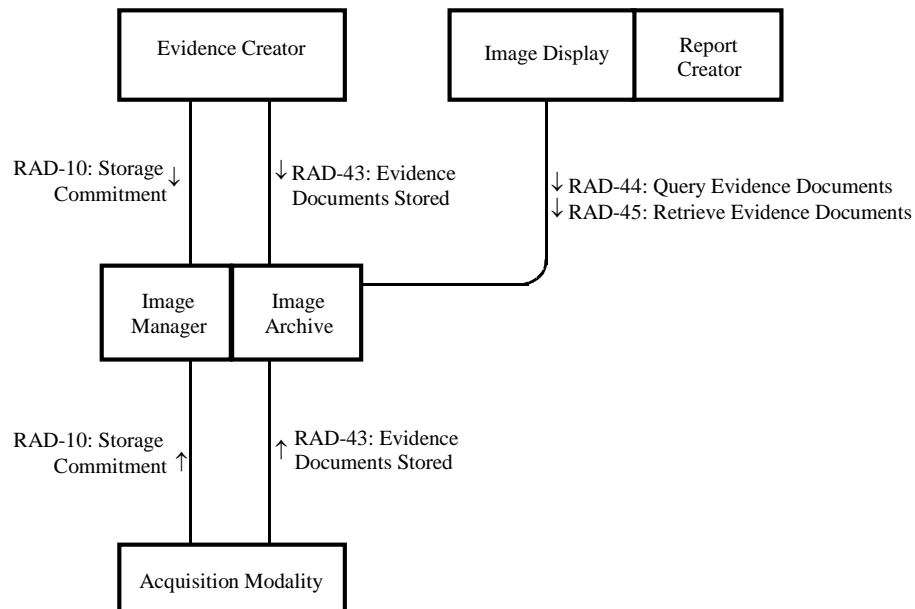 Evidence Creator
Image Display
Report
Creator
RAD-10: Storage
Commitment ↓
↓ RAD-43: Evidence
Documents Stored
↓ RAD-44: Query Evidence Documents
↓ RAD-45: Retrieve Evidence Documents
Image
Manager
Image
Archive
RAD-10: Storage
Commitment ↑
↑ RAD-43: Evidence
Documents Stored
Acquisition Modality